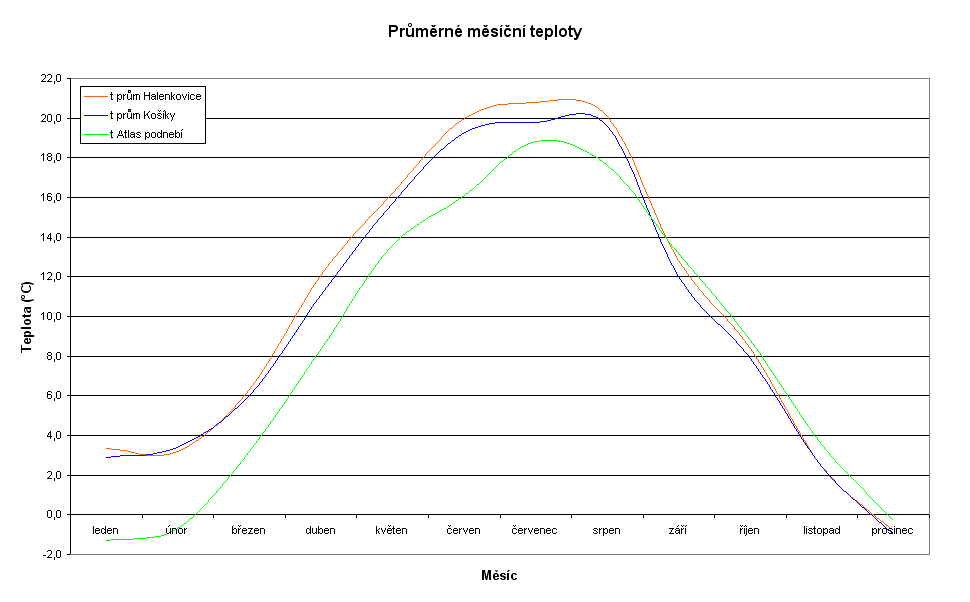 Průměrné měsíční teploty
t prům Halenkovice
t prům Košíky
t Atlas podnebí
22,0
20,0
18,0
16,0
14,0
12,0
10,0
8,0
6,0
4,0
2,0
0,0
-2,0
Teplota (°C)
leden únor březen duben květen červen červenec srpen září říjen listopad prosinec
Měsíc